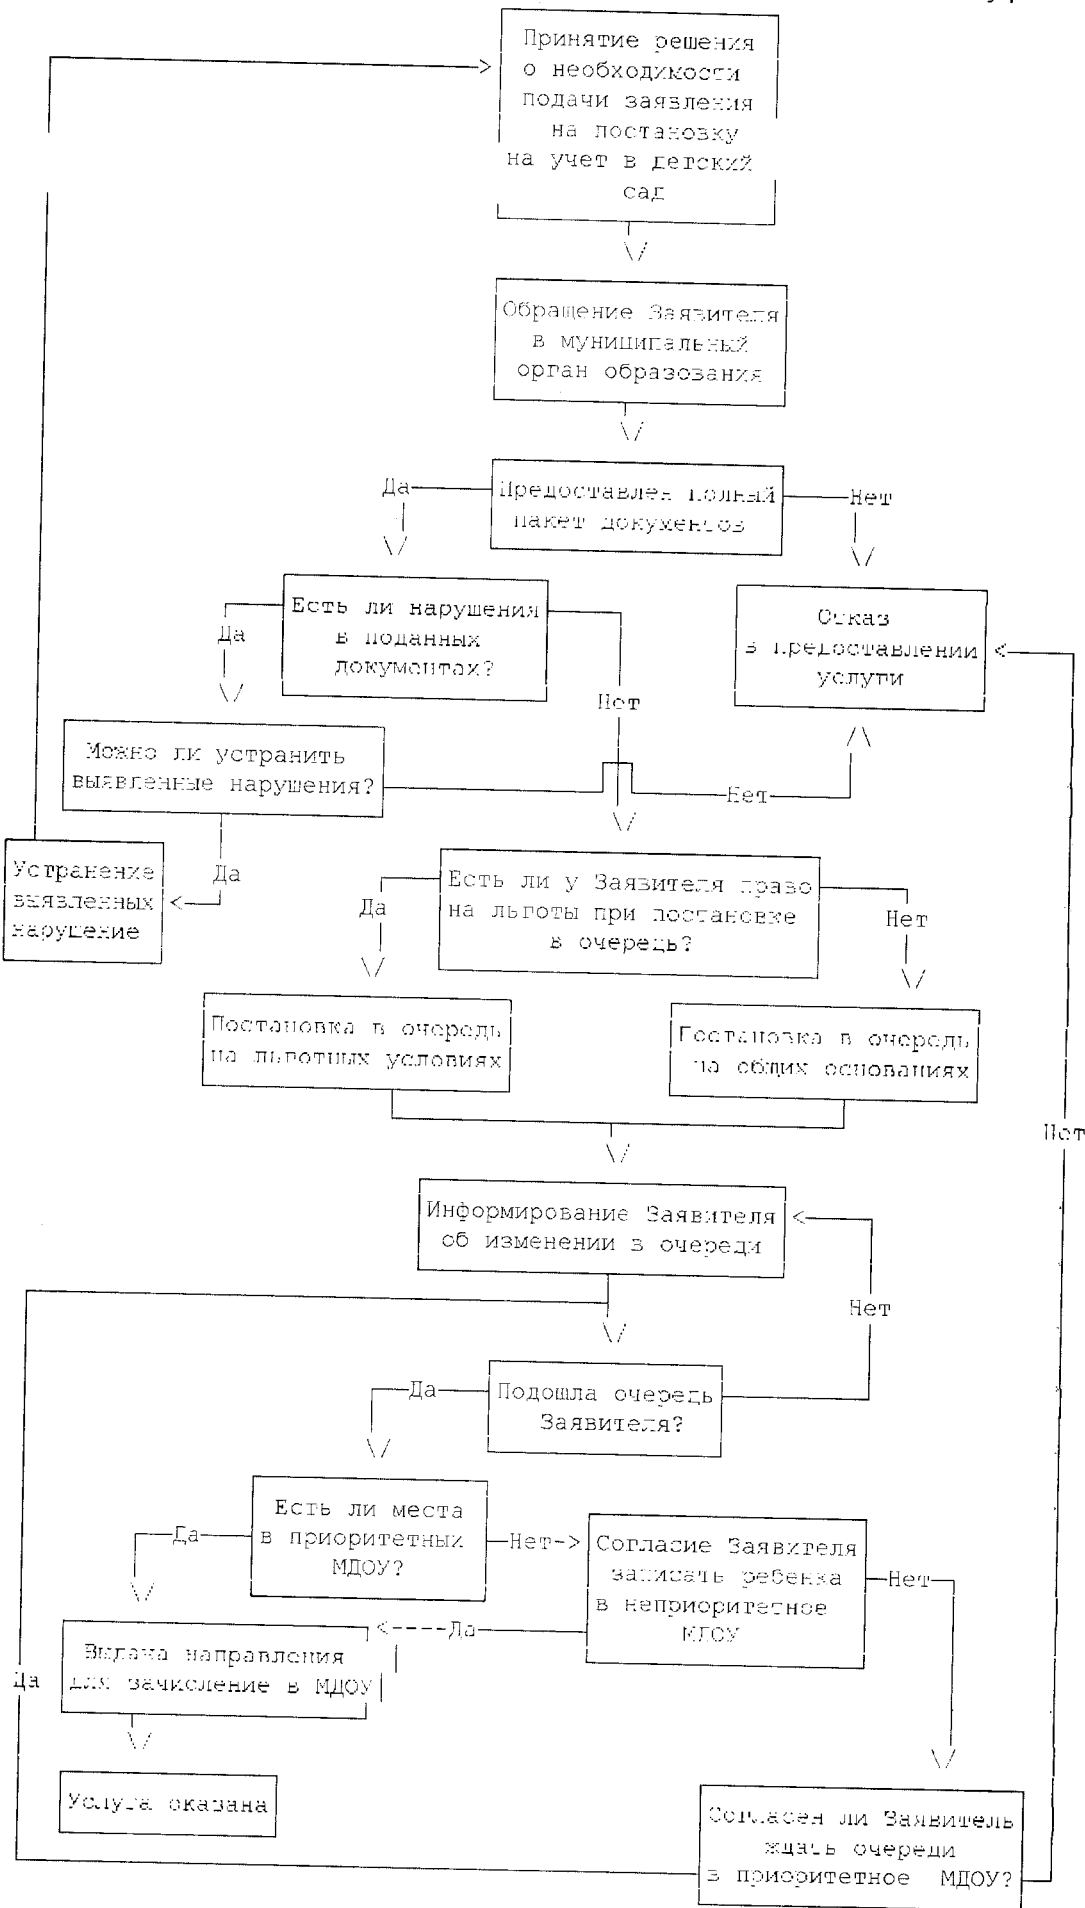 Принятие решения
о необходимости
подачи заявления
на постановку
на учет в детский
сад
Обращение Заявителя
в муниципальный
орган образования
Да
Предоставлен полный
пакет документов
Нет
Есть ли нарушения
в поданных
документах?
Да
Нет
Отказ
в предоставлении
услуги
Можно ли устранить
выявленные нарушения?
Нет
Да
Устранение
выявленных
нарушение
Есть ли у Заявителя право
на льготы при постановке
в очередь?
Да
Нет
Постановка в очередь
на льготных условиях
Постановка в очередь
на общих основаниях
Нет
Информирование Заявителя
об изменении в очереди
Нет
Да
Подошла очередь
Заявителя?
Есть ли места
в приоритетных
МДОУ?
Да
Нет->
Согласие Заявителя
записать ребенка
в неприоритетное
МДОУ
Нет
<----Да
Выдача направления
для зачисление в МДОУ
Да
Услуга оказана
Согласен ли Заявитель
ждать очереди
в приоритетное МДОУ?